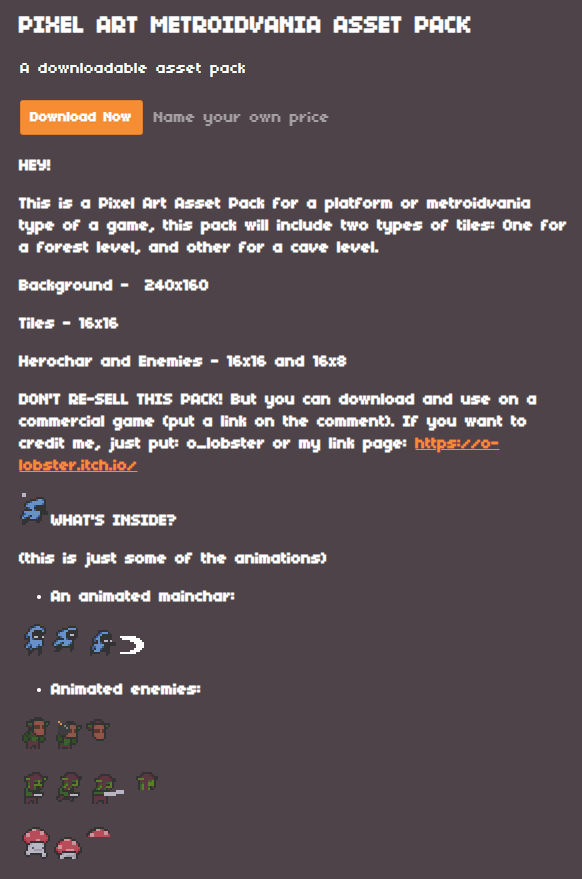 PIXEL ART METROIDVANIA ASSET PACK
A downloadable asset pack
Download Now Name your own price
HEY!
This is a Pixel Art Asset Pack for a platform or metroidvania
type of a game, this pack will include two types of tiles: One for
a forest level, and other for a cave level.
Background - 240x160
Tiles - 16x16
Herochar and Enemies - 16x16 and 16x8
DON'T RE-SELL THIS PACK! But you can download and use on a
commercial game (put a link on the comment). If you want to
credit me, just put: o_lobster or my link page: https://o-
lobster.itch.io/
WHAT'S INSIDE?
(this is just some of the animations)
• An animated mainchar:
• Animated enemies: